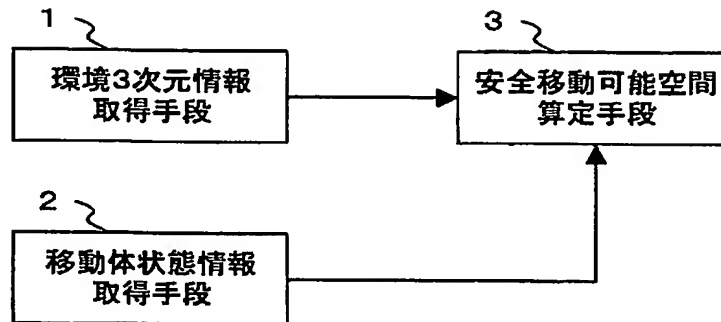 1
環境3次元情報
取得手段
3
安全移動可能空間
算定手段
2
移動体状態情報
取得手段